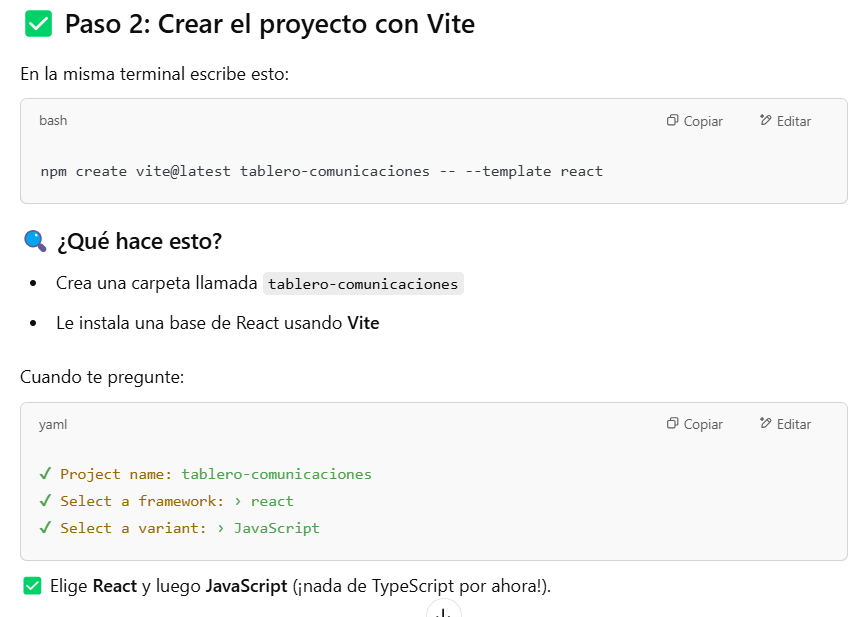 ✅ Paso 2: Crear el proyecto con Vite
En la misma terminal escribe esto:
bash Copiar Editar
npm create vite@latest tablero-comunicaciones -- --template react
🔍 ¿Qué hace esto?
• Crea una carpeta llamada tablero-comunicaciones
• Le instala una base de React usando Vite
Cuando te pregunte:
yaml Copiar Editar
✓ Project name: tablero-comunicaciones
✓ Select a framework: › react
✓ Select a variant: › JavaScript
✅ Elige React y luego JavaScript (¡nada de TypeScript por ahora!).